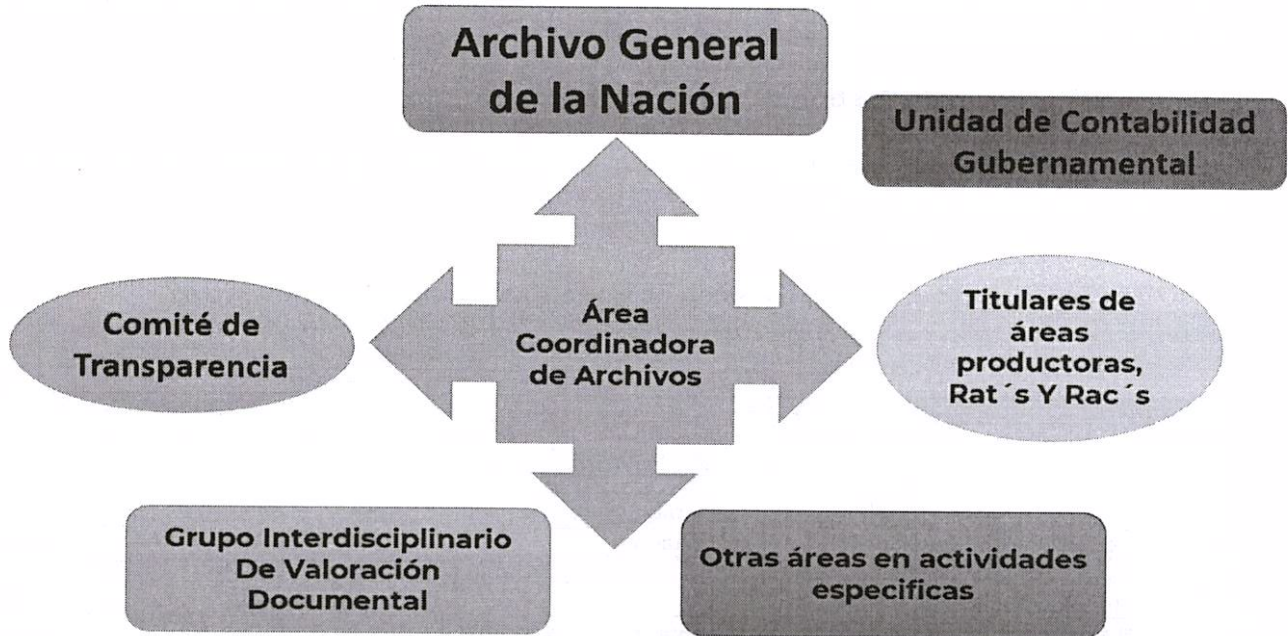 Archivo General
de la Nación
Unidad de Contabilidad
Gubernamental
Comité de
Transparencia
Área
Coordinadora
de Archivos
Titulares de
áreas
productoras,
Rat´s Y Rac´s
Grupo Interdisciplinario
De Valoración
Documental
Otras áreas en actividades
especificas